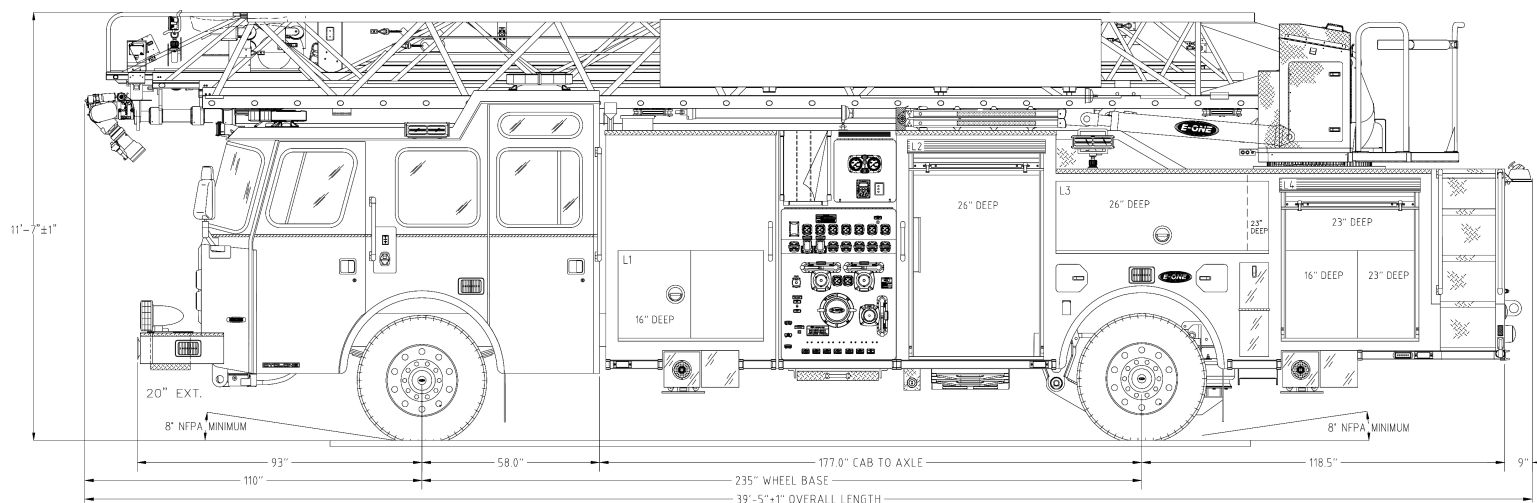 E-ONE
L2
11'-7"±1"
26" DEEP
L3
26" DEEP
23" DEEP
L4
23" DEEP
L1
16" DEEP
E-ONE
16" DEEP
23" DEEP
CYCLONE
20" EXT.
8° NFPA MINIMUM
8° NFPA MINIMUM
93"
58.0"
177.0" CAB TO AXLE
118.5"
9"
110"
235" WHEEL BASE
39'-5"±1" OVERALL LENGTH